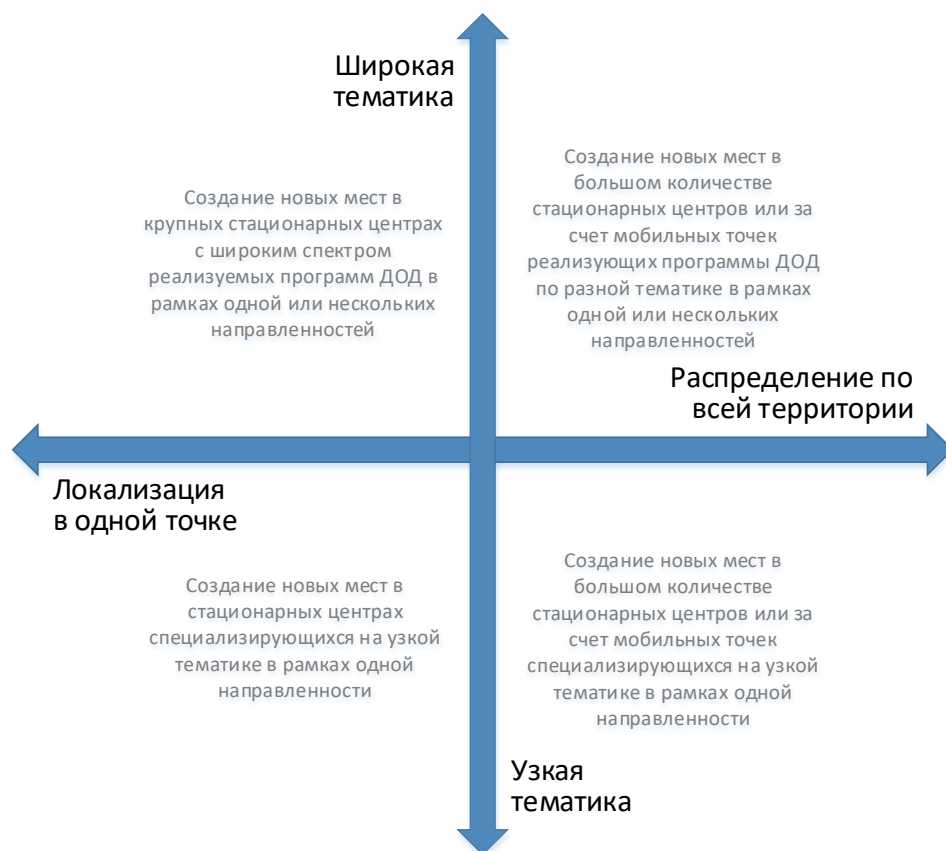 Широкая
тематика
Создание новых мест в
крупных стационарных центрах
с широким спектром
реализуемых программ ДОД в
рамках одной или нескольких
направленностей
Создание новых мест в
большом количестве
стационарных центров или за
счет мобильных точек
реализующих программы ДОД
по разной тематике в рамках
одной или нескольких
направленностей
Распределение по
всей территории
Локализация
в одной точке
Создание новых мест в
стационарных центрах
специализирующихся на узкой
тематике в рамках одной
направленности
Создание новых мест в
большом количестве
стационарных центров или за
счет мобильных точек
специализирующихся на узкой
тематике в рамках одной
направленности
Узкая
тематика